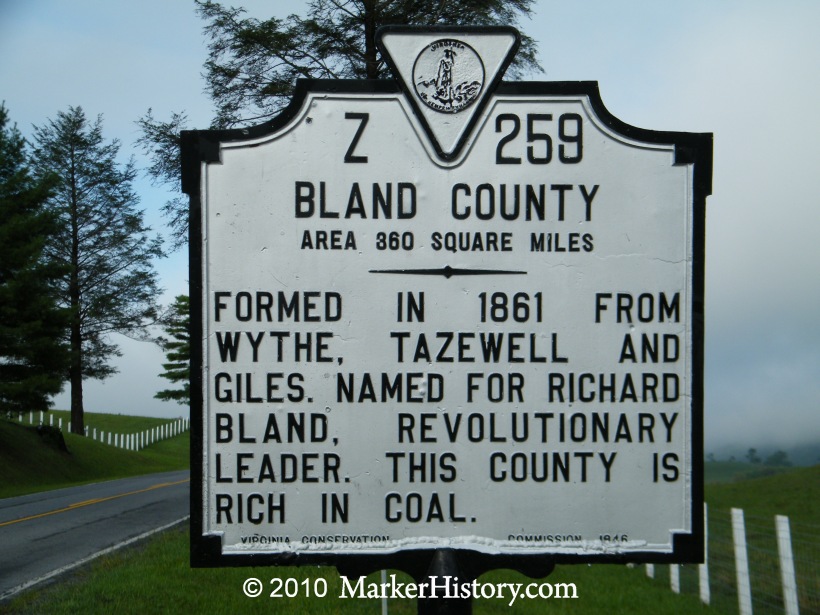 Z 259
BLAND COUNTY
AREA 360 SQUARE MILES
FORMED IN 1861 FROM
WYTHE, TAZEWELL AND
GILES. NAMED FOR RICHARD
BLAND, REVOLUTIONARY
LEADER. THIS COUNTY IS
RICH IN COAL.
VIRGINIA CONSERVATION COMMISSION 1946
© 2010 MarkerHistory.com